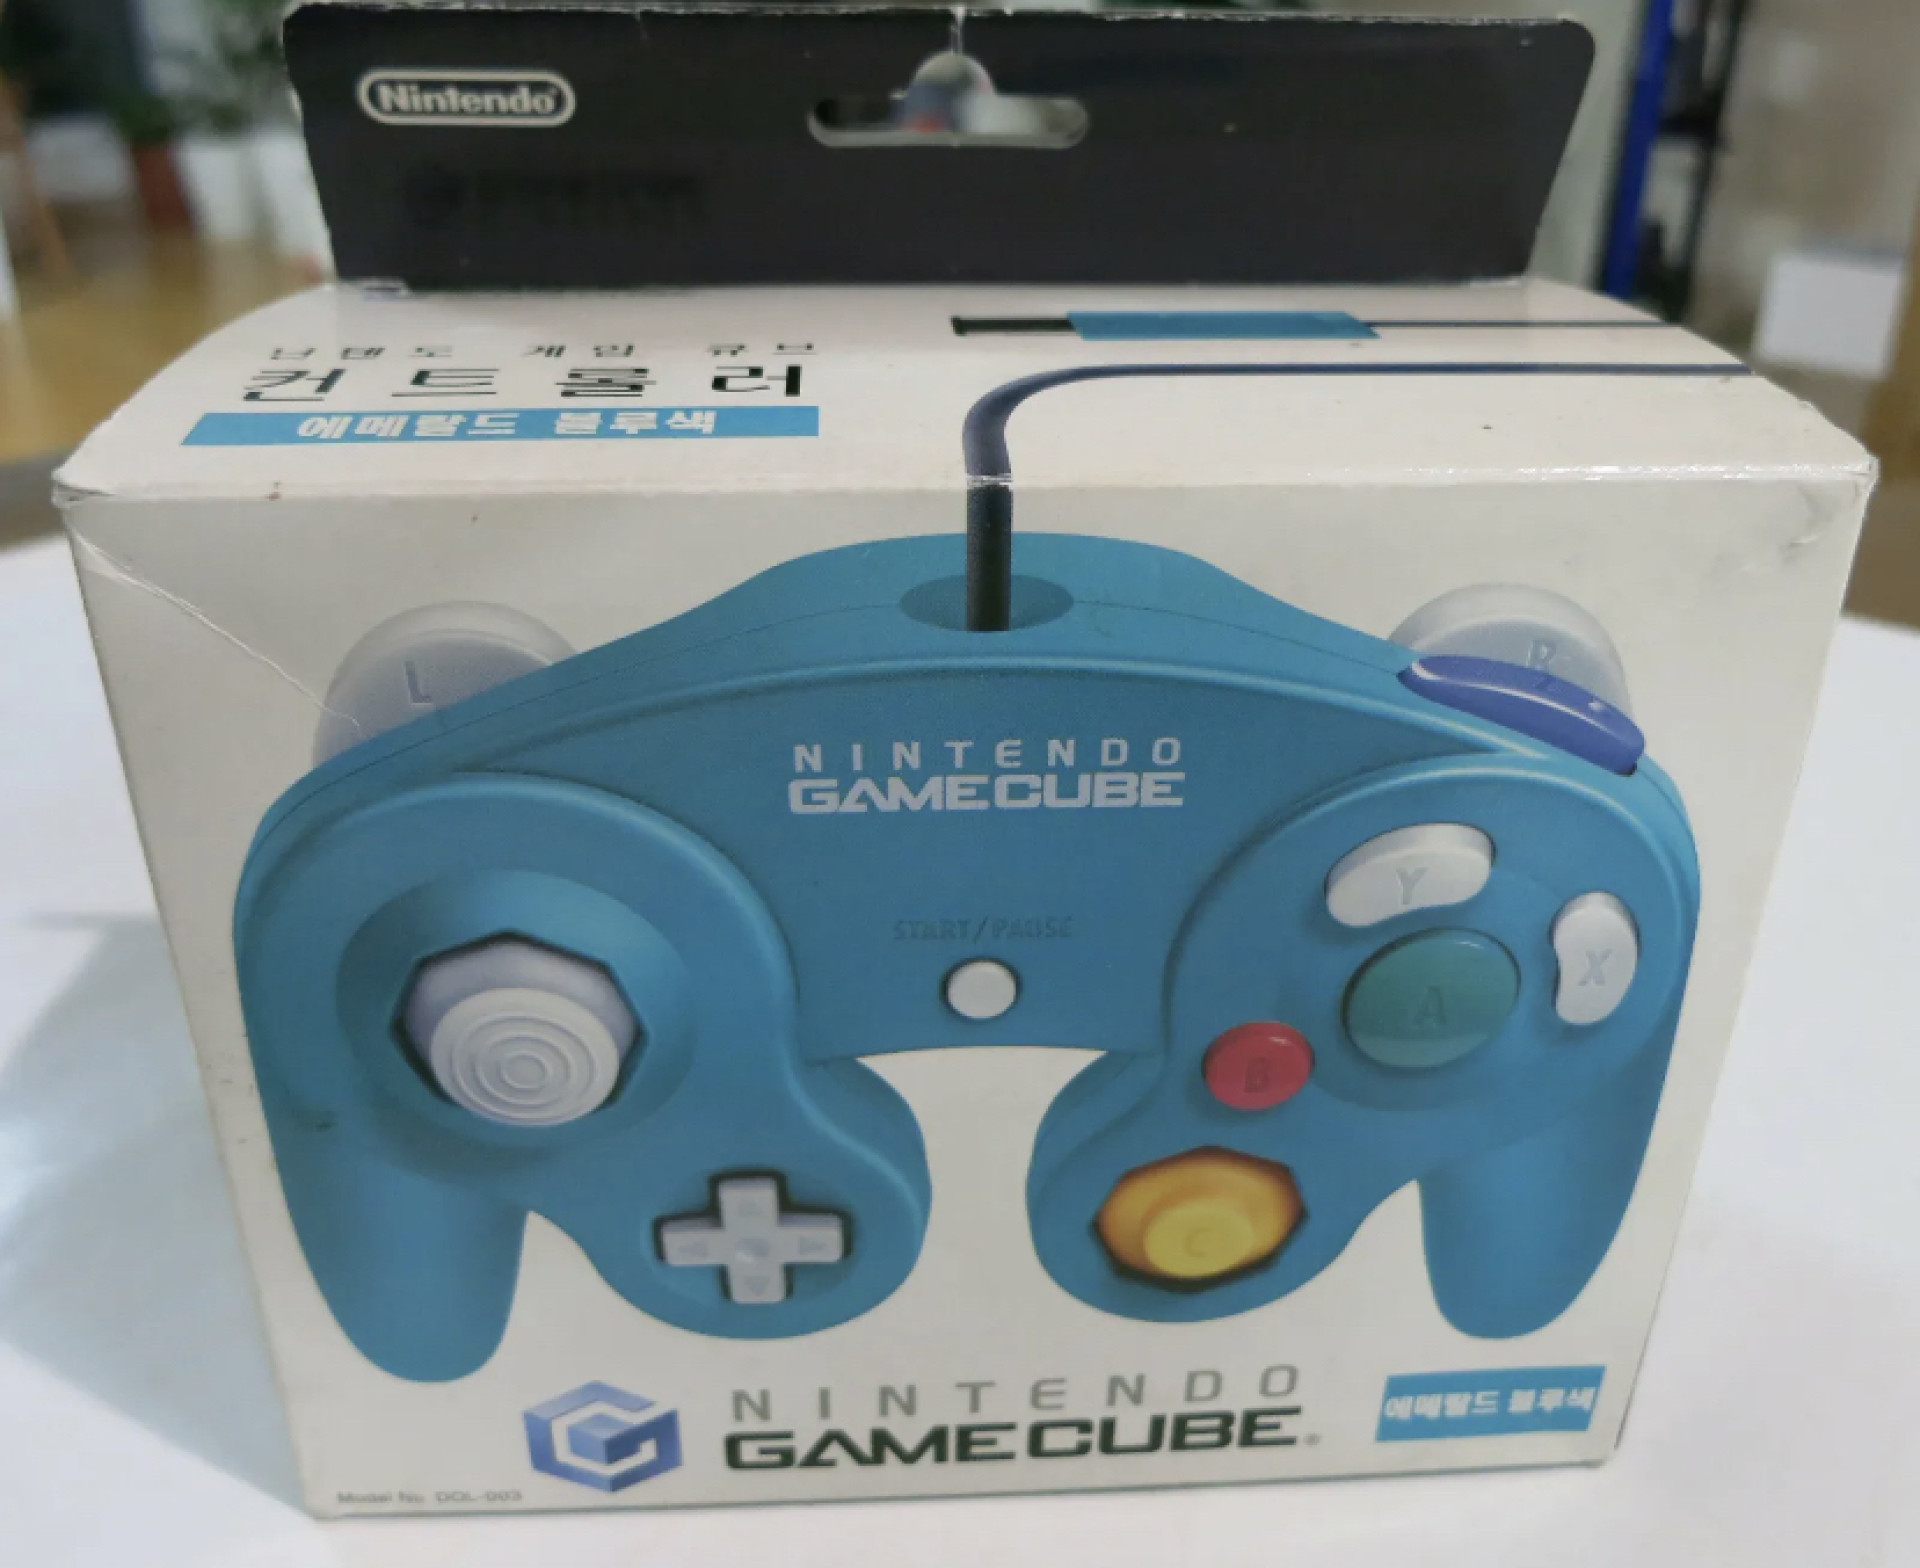 Nintendo
닌텐도 게임 큐브
컨트롤러
에메랄드 블루색
L
R
Z
NINTENDO
GAMECUBE
START/PAUSE
Y
X
A
B
C
NINTENDO
GAMECUBE
에메랄드 블루색
Model No. DOL-003